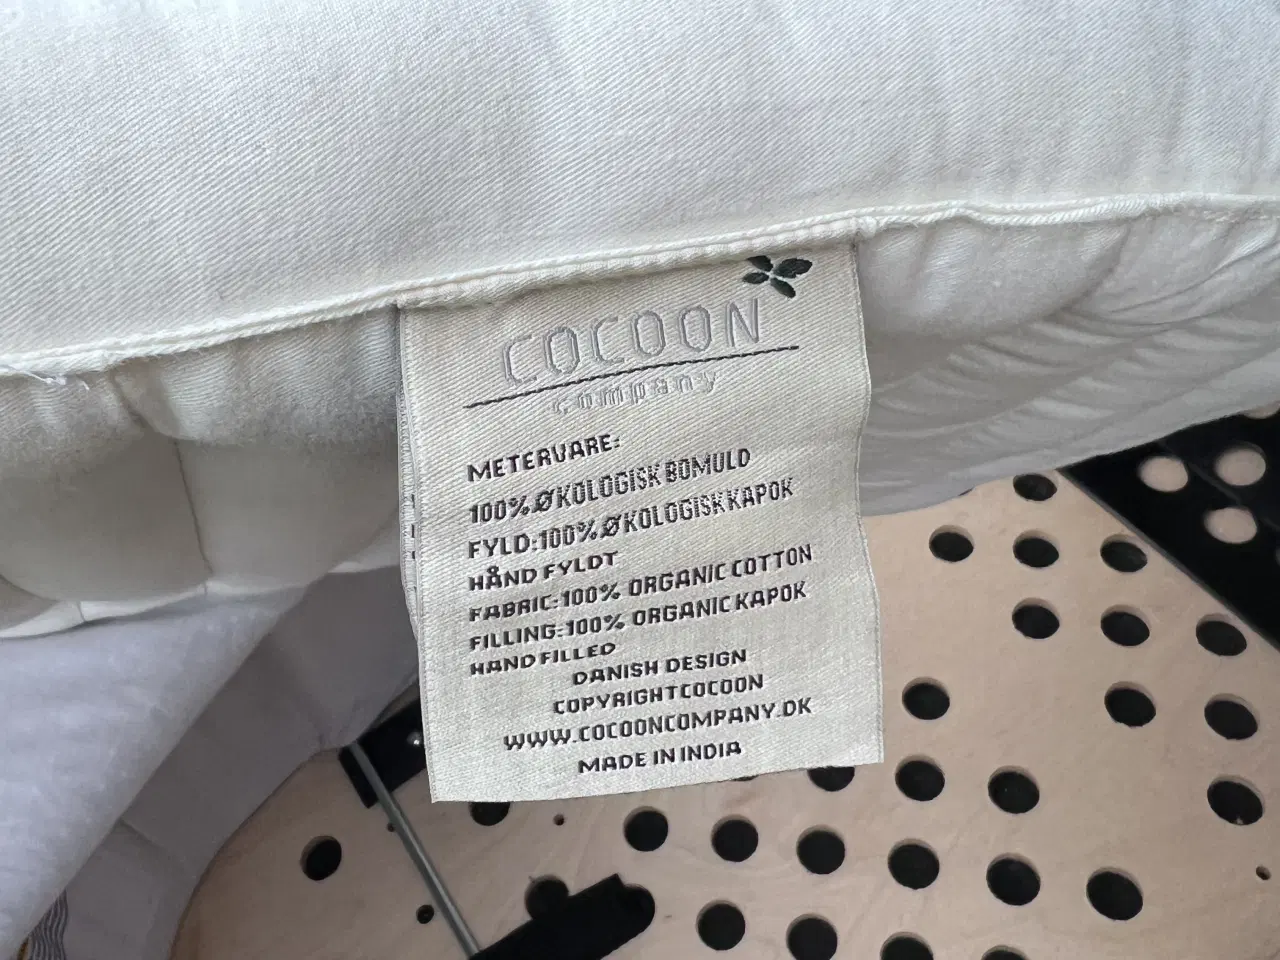 COCOON
company
METERVARE:
100% ØKOLOGISK BOMULD
FYLD:100% ØKOLOGISK KAPOK
HÅND FYLDT
FABRIC:100% ORGANIC COTTON
FILLING:100% ORGANIC KAPOK
HAND FILLED
DANISH DESIGN
COPYRIGHT COCOON
WWW.COCOONCOMPANY.DK
MADE IN INDIA